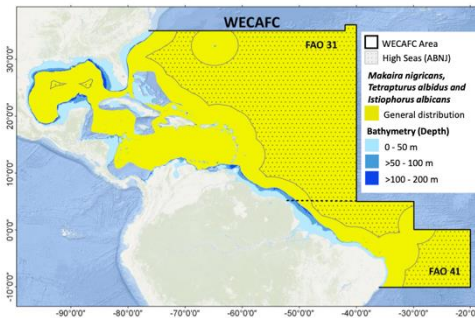 WECAFC
FAO 31
WECAFC Area
High Seas (ABNJ)
Makaira nigricans,
Tetrapturus albidus and
Istiophorus albicans
General distribution
Bathymetry (Depth)
0 - 50 m
>50 - 100 m
>100 - 200 m
FAO 41
30°0'0"
20°0'0"
10°0'0"
0°0'0"
-10°0'0"
-90°0'0" -80°0'0" -70°0'0" -60°0'0" -50°0'0" -40°0'0" -30°0'0" -20°0'